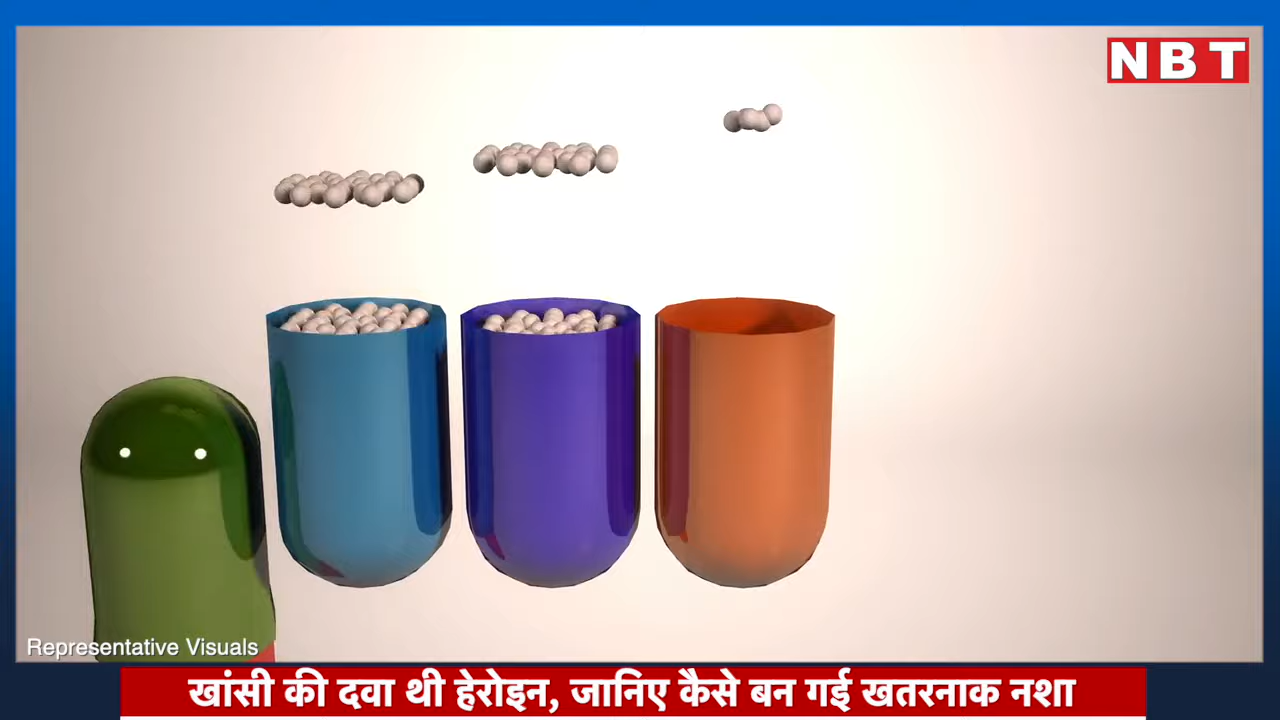 NBT
Representative Visuals
खांसी की दवा थी हेरोइन, जानिए कैसे बन गई खतरनाक नशा